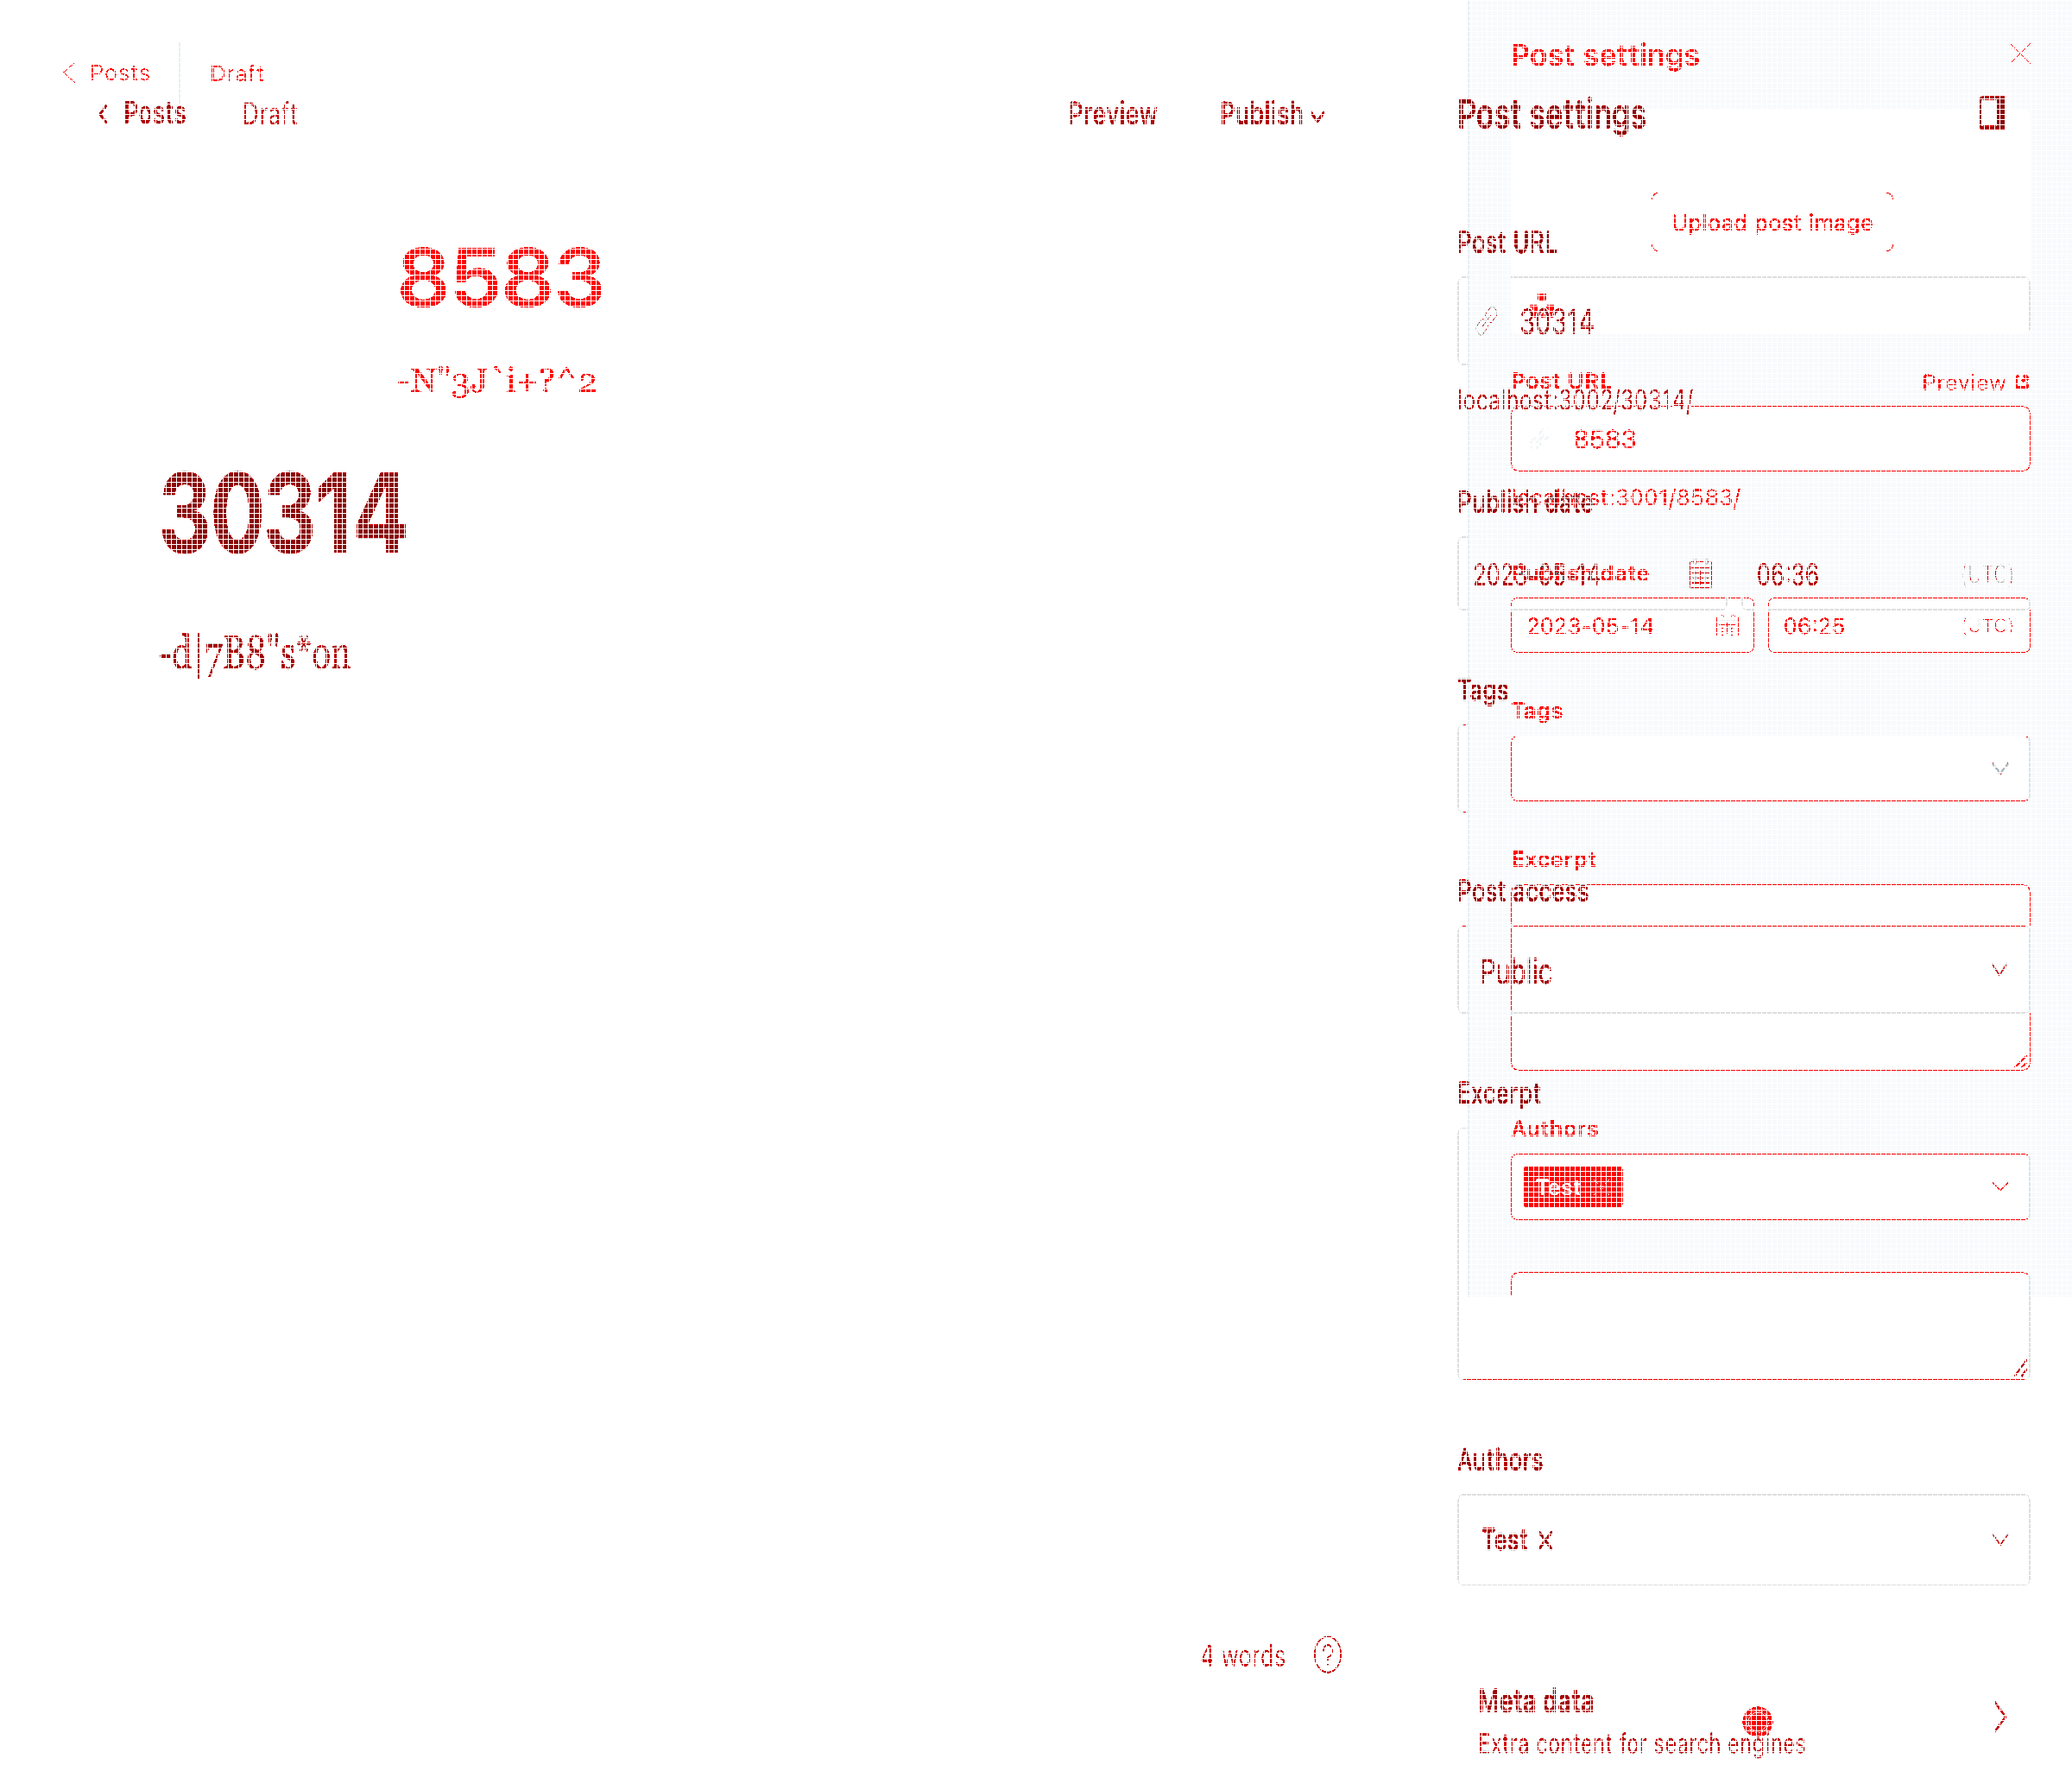 Posts Draft
Posts Draft Preview Publish
8583
-N"3J`i+?^2
30314
-d|7B8"s*on
4 words ?
Post settings
Post settings
Upload post image
Post URL
30314
Post URL Preview
localhost:3002/30314/
8583
localhost:3001/8583/
Publish date
Publish date
2023-05-14 06:36 (UTC)
2023-05-14 06:25 (UTC)
Tags
Tags
Excerpt
Post access
Public
Excerpt
Authors
Test
Authors
Test ×
Meta data
Extra content for search engines